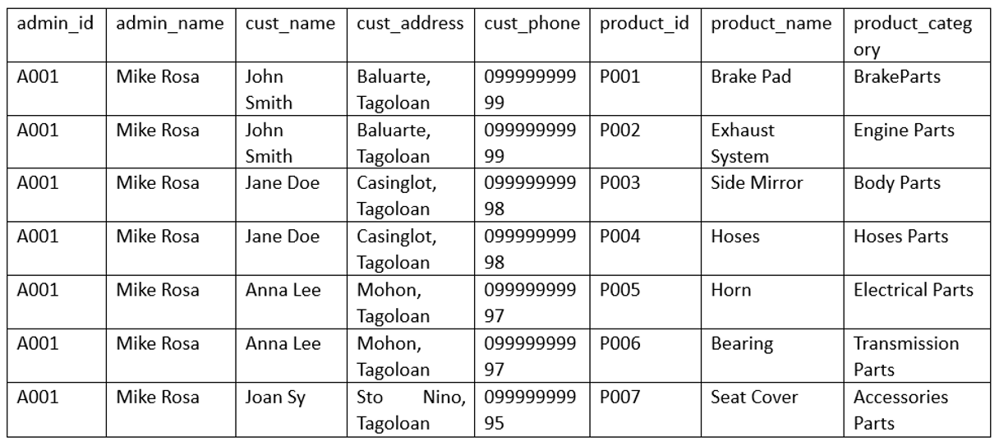 admin_id admin_name cust_name cust_address cust_phone product_id product_name product_categ
ory
A001 Mike Rosa John Baluarte, 099999999 P001 Brake Pad BrakeParts
Smith Tagoloan 99
A001 Mike Rosa John Baluarte, 099999999 P002 Exhaust Engine Parts
Smith Tagoloan 99 System
A001 Mike Rosa Jane Doe Casinglot, 099999999 P003 Side Mirror Body Parts
Tagoloan 98
A001 Mike Rosa Jane Doe Casinglot, 099999999 P004 Hoses Hoses Parts
Tagoloan 98
A001 Mike Rosa Anna Lee Mohon, 099999999 P005 Horn Electrical Parts
Tagoloan 97
A001 Mike Rosa Anna Lee Mohon, 099999999 P006 Bearing Transmission
Tagoloan 97 Parts
A001 Mike Rosa Joan Sy Sto Nino, 099999999 P007 Seat Cover Accessories
Tagoloan 95 Parts